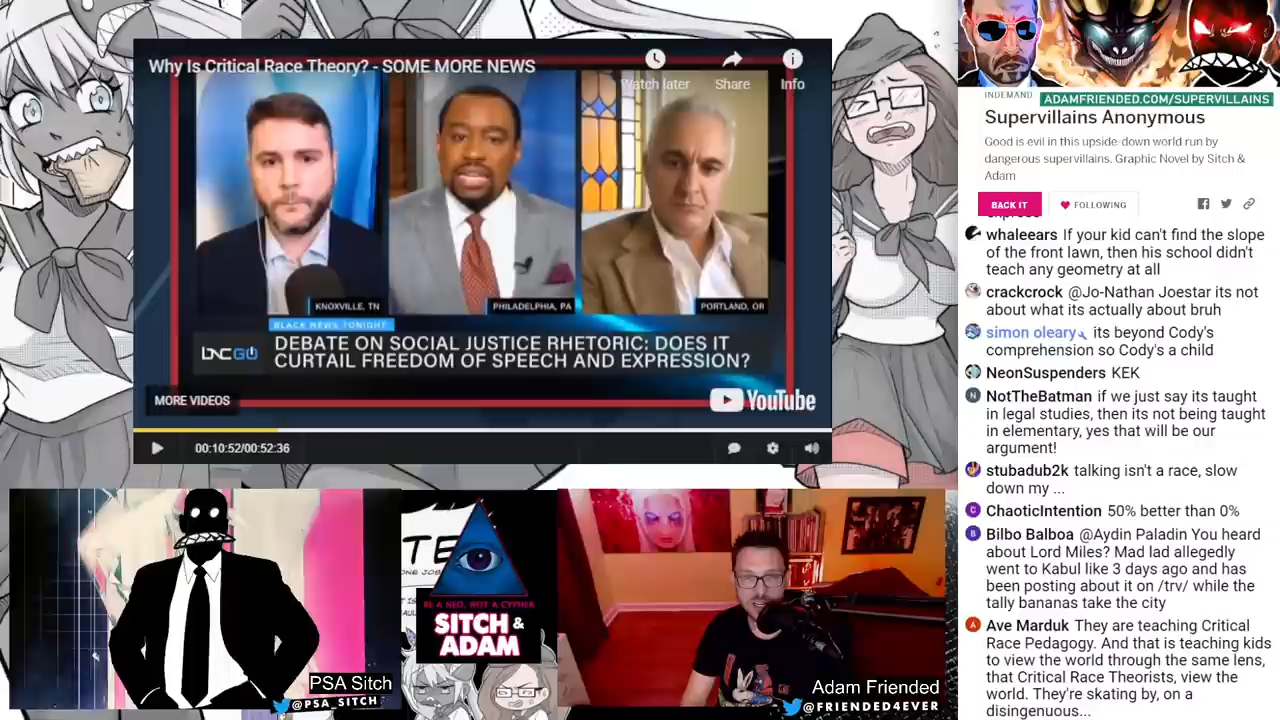 Why Is Critical Race Theory? - SOME MORE NEWS
Watch later
Share
Info
KNOXVILLE, TN
PHILADELPHIA, PA
PORTLAND, OR
BLACK NEWS TONIGHT
BNC GO
DEBATE ON SOCIAL JUSTICE RHETORIC: DOES IT
CURTAIL FREEDOM OF SPEECH AND EXPRESSION?
MORE VIDEOS
YouTube
00:10:52/00:52:36
BE A NEO, NOT A CYPHER
SITCH &
ADAM
PSA Sitch
@PSA_SITCH
Adam Friended
@FRIENDED4EVER
INDEMAND
ADAMFRIENDED.COM/SUPERVILLAINS
Supervillains Anonymous
Good is evil in this upside-down world run by
dangerous supervillains. Graphic Novel by Sitch &
Adam
BACK IT
FOLLOWING
whaleears If your kid can't find the slope
of the front lawn, then his school didn't
teach any geometry at all
crackcrock @Jo-Nathan Joestar its not
about what its actually about bruh
simon oleary its beyond Cody's
comprehension so Cody's a child
NeonSuspenders KEK
NotTheBatman if we just say its taught
in legal studies, then its not being taught
in elementary, yes that will be our
argument!
stubadub2k talking isn't a race, slow
down my ...
ChaoticIntention 50% better than 0%
Bilbo Balboa @Aydin Paladin You heard
about Lord Miles? Mad lad allegedly
went to Kabul like 3 days ago and has
been posting about it on /trv/ while the
tally bananas take the city
Ave Marduk They are teaching Critical
Race Pedagogy. And that is teaching kids
to view the world through the same lens,
that Critical Race Theorists, view the
world. They're skating by, on a
disingenuous...